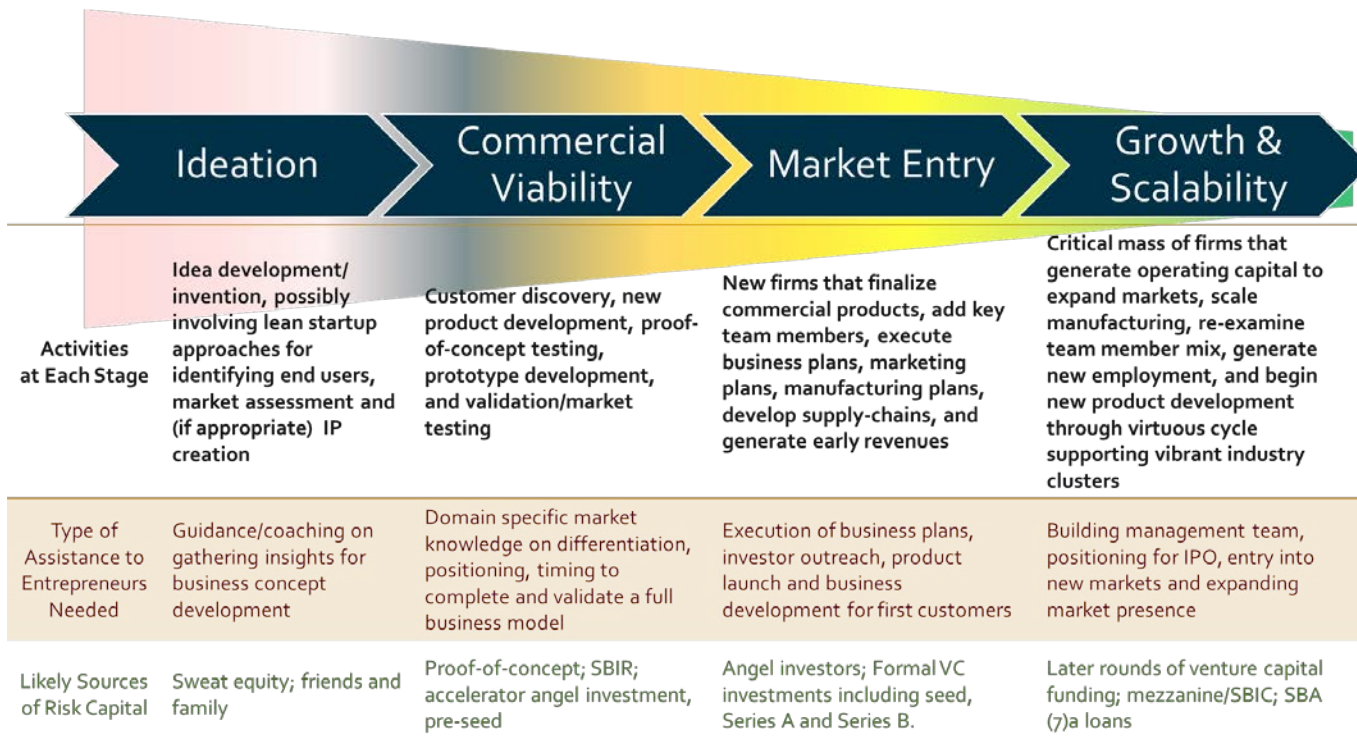 Ideation
Commercial
Viability
Market Entry
Growth &
Scalability
Activities
at Each Stage
Idea development/
invention, possibly
involving lean startup
approaches for
identifying end users,
market assessment and
(if appropriate) IP
creation
Customer discovery, new
product development, proof-
of-concept testing,
prototype development,
and validation/market
testing
New firms that finalize
commercial products, add key
team members, execute
business plans, marketing
plans, manufacturing plans,
develop supply-chains, and
generate early revenues
Critical mass of firms that
generate operating capital to
expand markets, scale
manufacturing, re-examine
team member mix, generate
new employment, and begin
new product development
through virtuous cycle
supporting vibrant industry
clusters
Type of
Assistance to
Entrepreneurs
Needed
Guidance/coaching on
gathering insights for
business concept
development
Domain specific market
knowledge on differentiation,
positioning, timing to
complete and validate a full
business model
Execution of business plans,
investor outreach, product
launch and business
development for first customers
Building management team,
positioning for IPO, entry into
new markets and expanding
market presence
Likely Sources
of Risk Capital
Sweat equity; friends and
family
Proof-of-concept; SBIR;
accelerator angel investment,
pre-seed
Angel investors; Formal VC
investments including seed,
Series A and Series B.
Later rounds of venture capital
funding; mezzanine/SBIC; SBA
(7)a loans